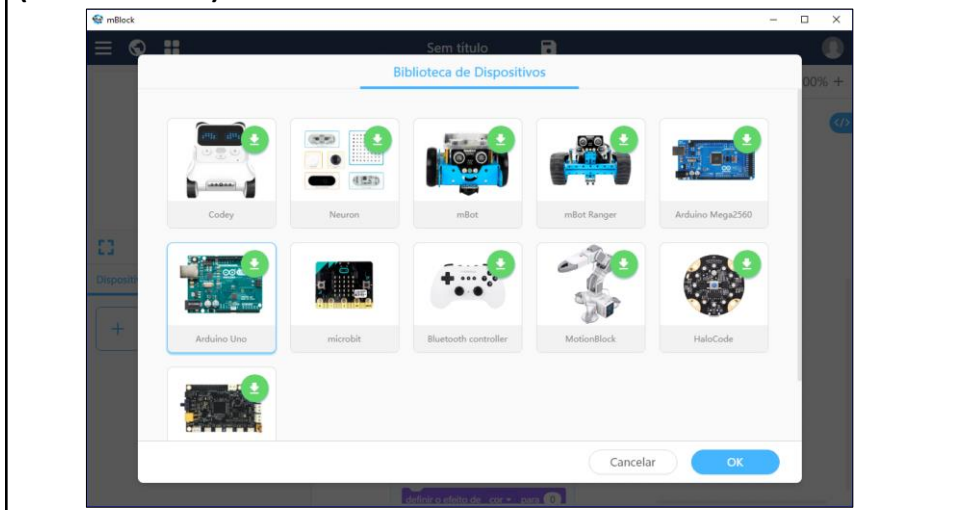 mBlock
Sem título
Biblioteca de Dispositivos
00% +
</>
Codey
Neuron
mBot
mBot Ranger
Arduino Mega2560
Dispositi
Arduino Uno
microbit
Bluetooth controller
MotionBlock
HaloCode
Cancelar
OK
definir o efeito de cor para 0